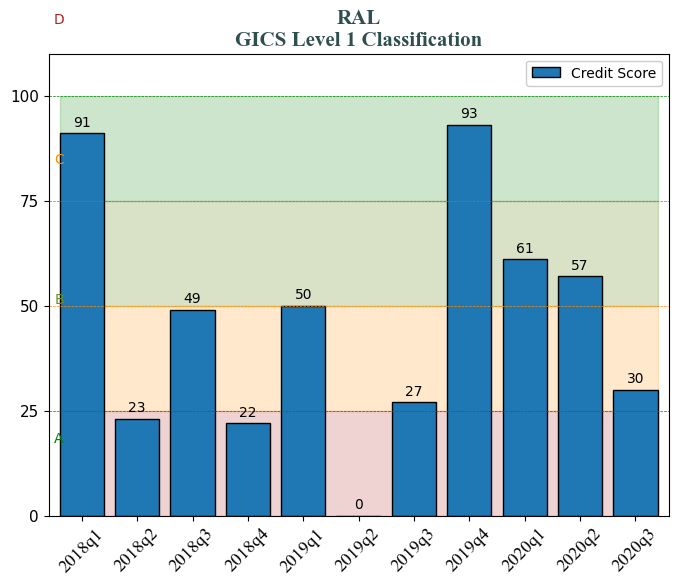 D
RAL
GICS Level 1 Classification
Credit Score
100
75
50
25
0
C
B
A
91
23
49
22
50
0
27
93
61
57
30
2018q1
2018q2
2018q3
2018q4
2019q1
2019q2
2019q3
2019q4
2020q1
2020q2
2020q3